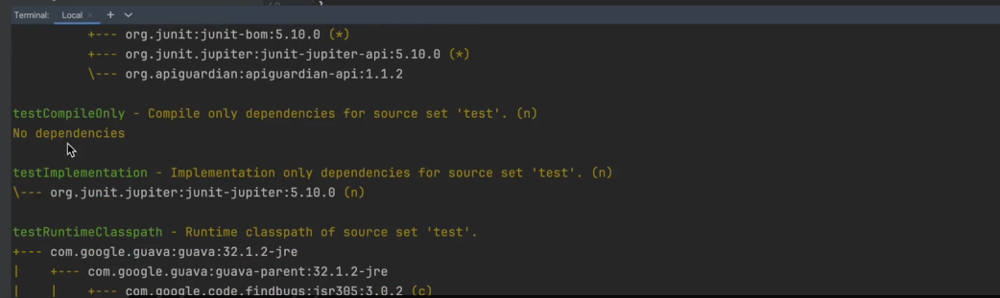 Terminal: Local × + ∨
+--- org.junit:junit-bom:5.10.0 (*)
+--- org.junit.jupiter:junit-jupiter-api:5.10.0 (*)
\--- org.apiguardian:apiguardian-api:1.1.2
testCompileOnly - Compile only dependencies for source set 'test'. (n)
No dependencies
testImplementation - Implementation only dependencies for source set 'test'. (n)
\--- org.junit.jupiter:junit-jupiter:5.10.0 (n)
testRuntimeClasspath - Runtime classpath of source set 'test'.
+--- com.google.guava:guava:32.1.2-jre
|    +--- com.google.guava:guava-parent:32.1.2-jre
|    |    +--- com.google.code.findbugs:jsr305:3.0.2 (c)